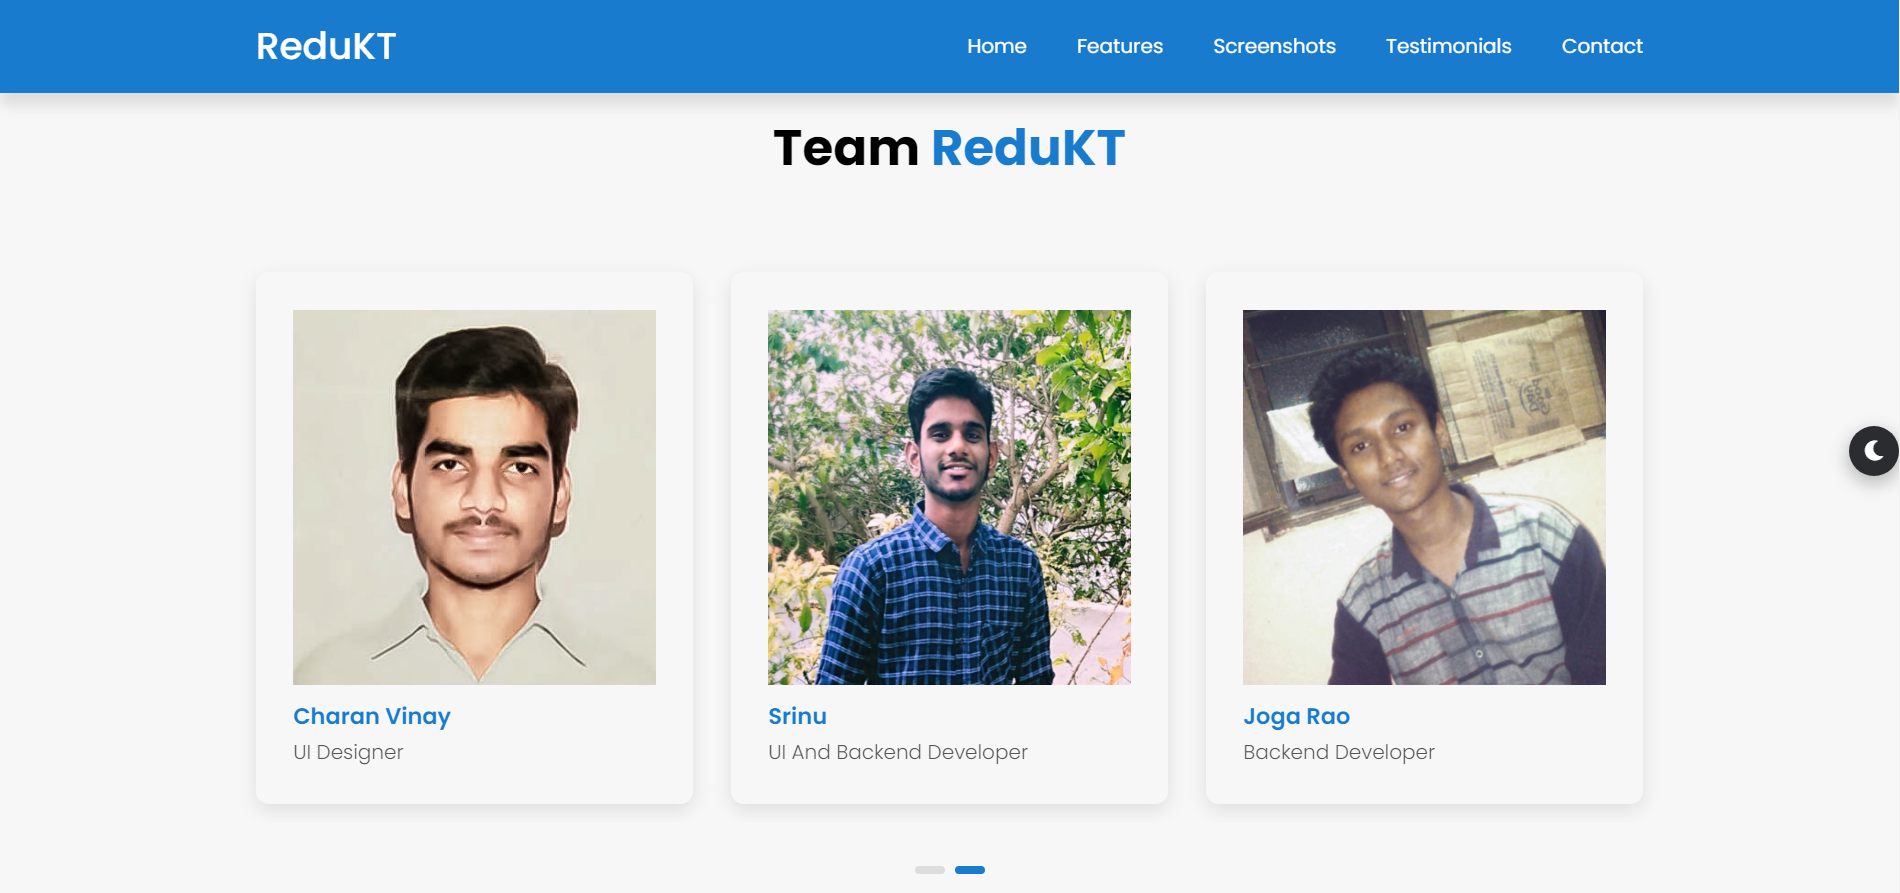 ReduKT
Home Features Screenshots Testimonials Contact
Team ReduKT
Charan Vinay
UI Designer
Srinu
UI And Backend Developer
Joga Rao
Backend Developer